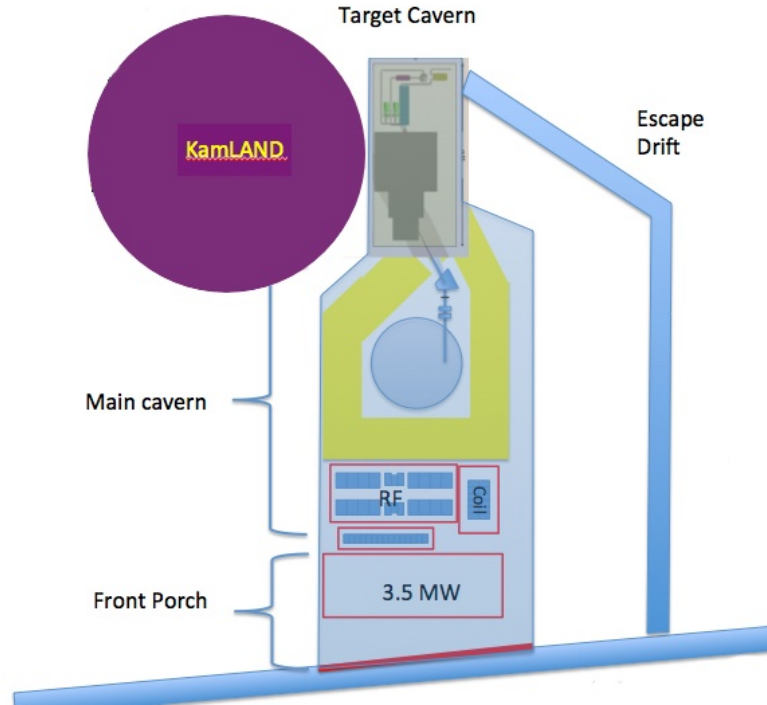 Target Cavern
KamLAND
Escape
Drift
Main cavern
RF
Coil
Front Porch
3.5 MW